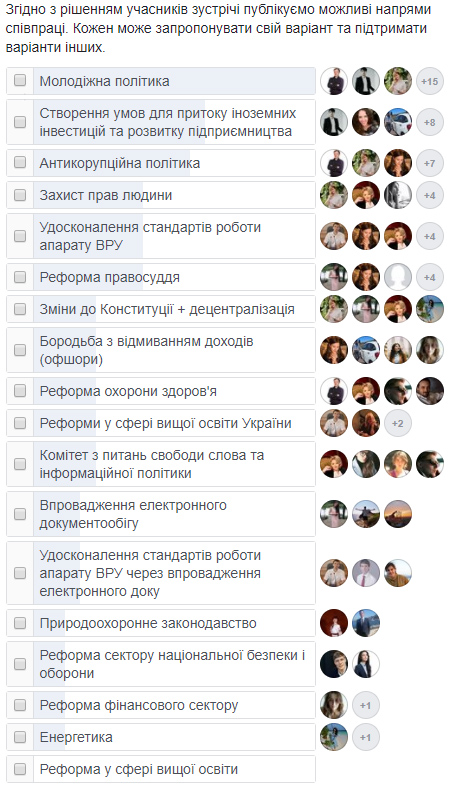 Згідно з рішенням учасників зустрічі публікуємо можливі напрями
співпраці. Кожен може запропонувати свій варіант та підтримати
варіанти інших.
Молодіжна політика
+15
Створення умов для притоку іноземних
інвестицій та розвитку підприємництва
+8
Антикорупційна політика
+7
Захист прав людини
+4
Удосконалення стандартів роботи
апарату ВРУ
+4
Реформа правосуддя
+4
Зміни до Конституції + децентралізація
Бородьба з відмиванням доходів
(офшори)
Реформа охорони здоров'я
Реформи у сфері вищої освіти України
+2
Комітет з питань свободи слова та
інформаційної політики
Впровадження електронного
документообігу
Удосконалення стандартів роботи
апарату ВРУ через впровадження
електронного доку
Природоохоронне законодавство
Реформа сектору національної безпеки і
оборони
Реформа фінансового сектору
+1
Енергетика
+1
Реформа у сфері вищої освіти